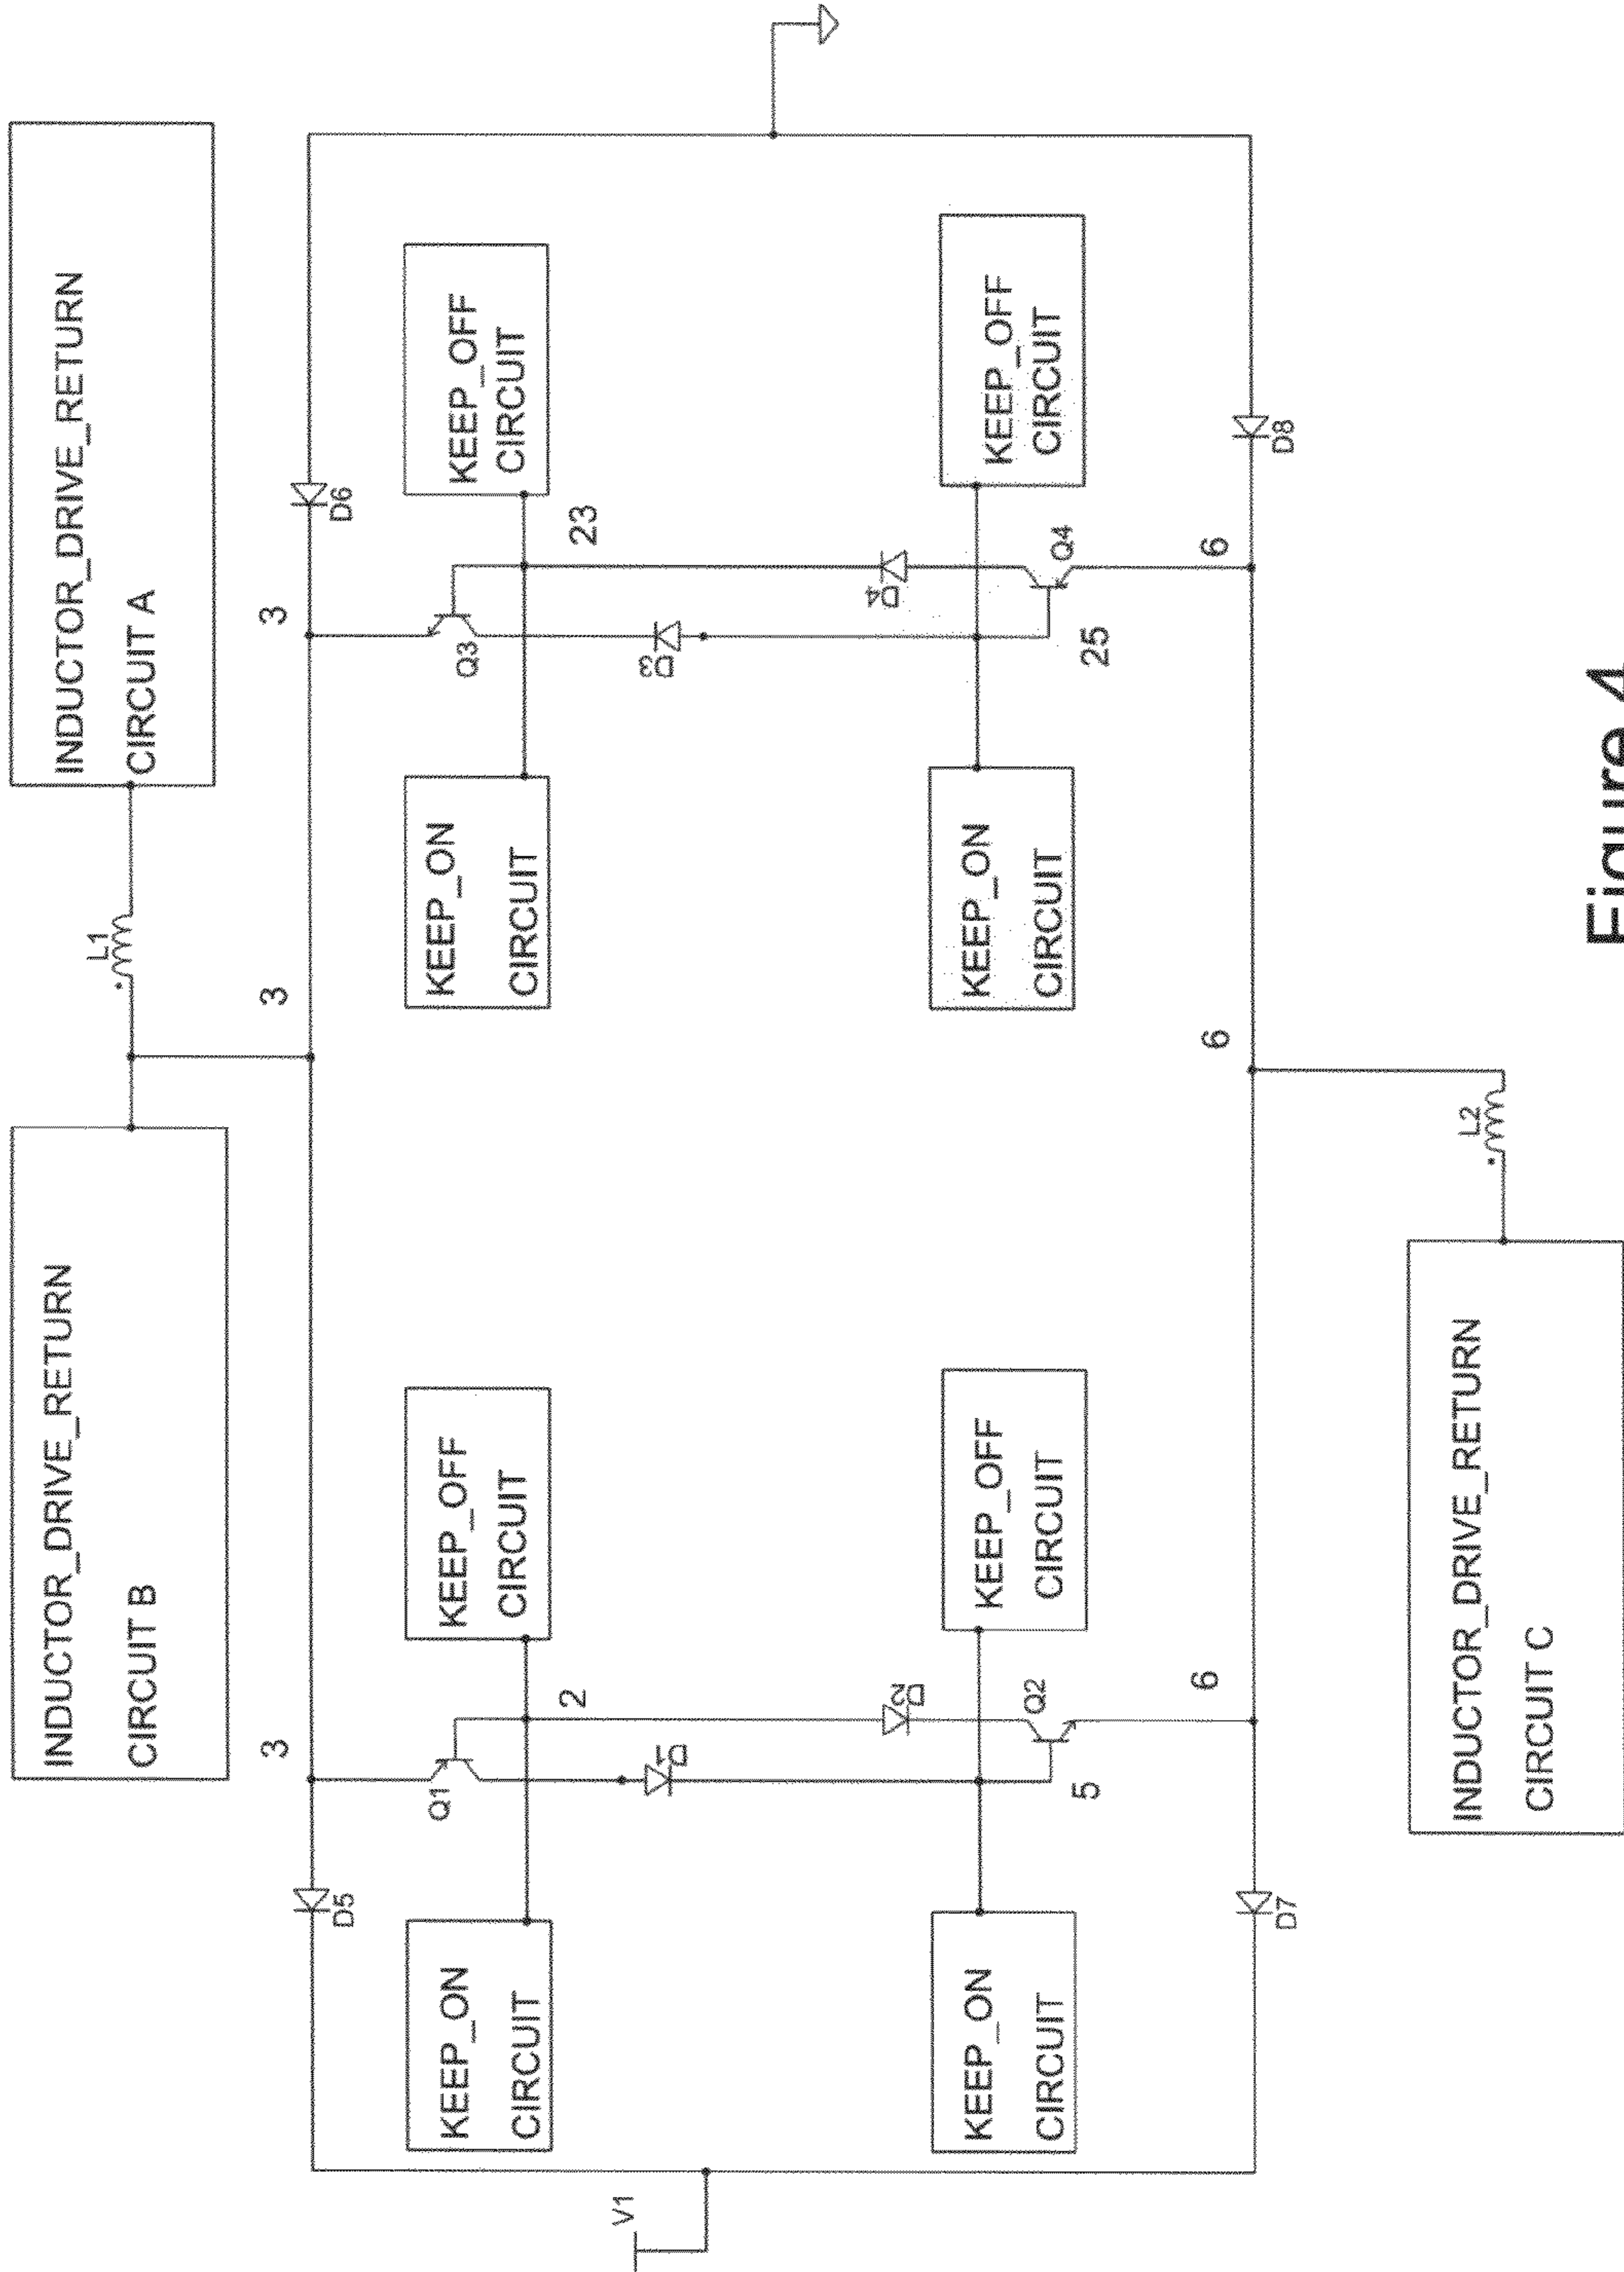 INDUCTOR_DRIVE_RETURN
CIRCUIT B
INDUCTOR_DRIVE_RETURN
CIRCUIT A
L1
3
3
3
D5
D6
Q1
Q3
KEEP_ON
CIRCUIT
KEEP_OFF
CIRCUIT
KEEP_ON
CIRCUIT
KEEP_OFF
CIRCUIT
2
23
V1
D1
D3
D2
D4
KEEP_ON
CIRCUIT
KEEP_OFF
CIRCUIT
KEEP_ON
CIRCUIT
KEEP_OFF
CIRCUIT
Q2
Q4
5
25
6
6
6
D7
D8
L2
INDUCTOR_DRIVE_RETURN
CIRCUIT C
Figure 4